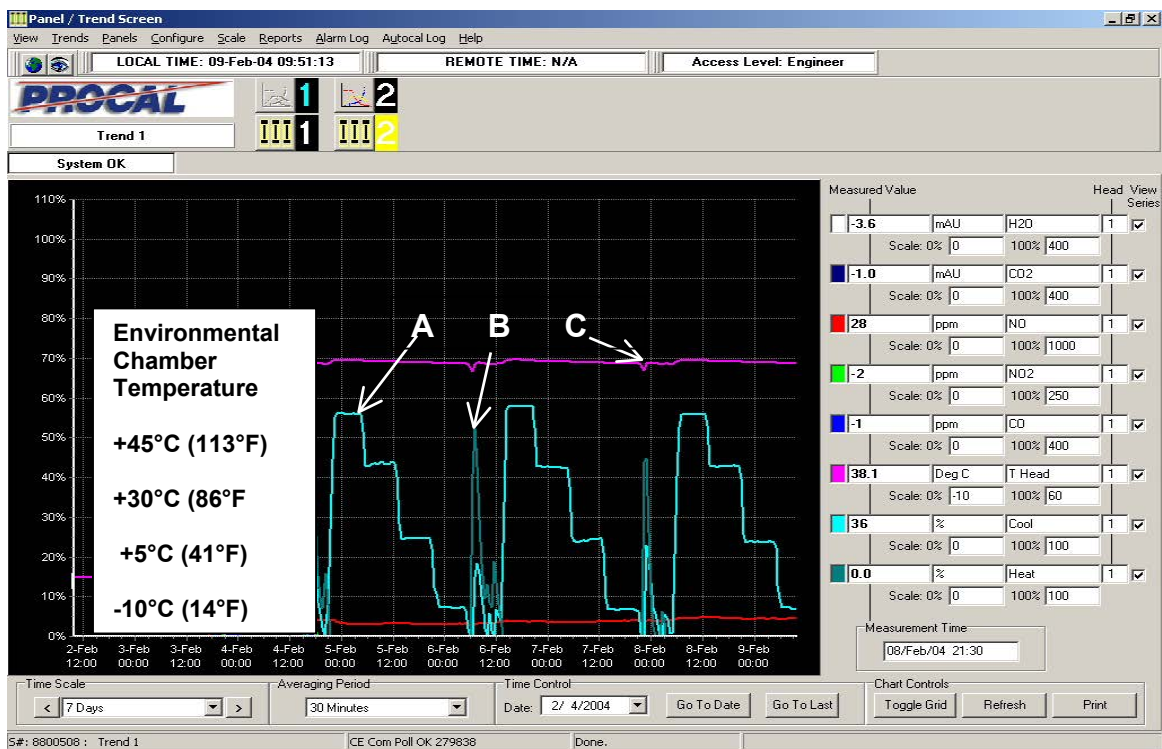 Panel / Trend Screen
View Trends Panels Configure Scale Reports Alarm Log Autocal Log Help
LOCAL TIME: 09-Feb-04 09:51:13 REMOTE TIME: N/A Access Level: Engineer
PROCAL 1 2
Trend 1 1 2
System OK
Measured Value Head View Series
-3.6 mAU H2O 1
Scale: 0% 0 100% 400
-1.0 mAU CO2 1
Scale: 0% 0 100% 400
28 ppm NO 1
Scale: 0% 0 100% 1000
-2 ppm NO2 1
Scale: 0% 0 100% 250
-1 ppm CO 1
Scale: 0% 0 100% 400
38.1 Deg C T Head 1
Scale: 0% -10 100% 60
36 % Cool 1
Scale: 0% 0 100% 100
0.0 % Heat 1
Scale: 0% 0 100% 100
Measurement Time
08/Feb/04 21:30
110%
100%
90%
80%
70%
60%
50%
40%
30%
20%
10%
0%
A B C
Environmental
Chamber
Temperature
+45°C (113°F)
+30°C (86°F
+5°C (41°F)
-10°C (14°F)
2-Feb 3-Feb 3-Feb 4-Feb 4-Feb 5-Feb 5-Feb 6-Feb 6-Feb 7-Feb 7-Feb 8-Feb 8-Feb 9-Feb
12:00 00:00 12:00 00:00 12:00 00:00 12:00 00:00 12:00 00:00 12:00 00:00 12:00 00:00
Time Scale Averaging Period Time Control Chart Controls
< 7 Days > 30 Minutes Date: 2/ 4/2004 Go To Date Go To Last Toggle Grid Refresh Print
S#: 8800508 : Trend 1 CE Com Poll OK 279838 Done.